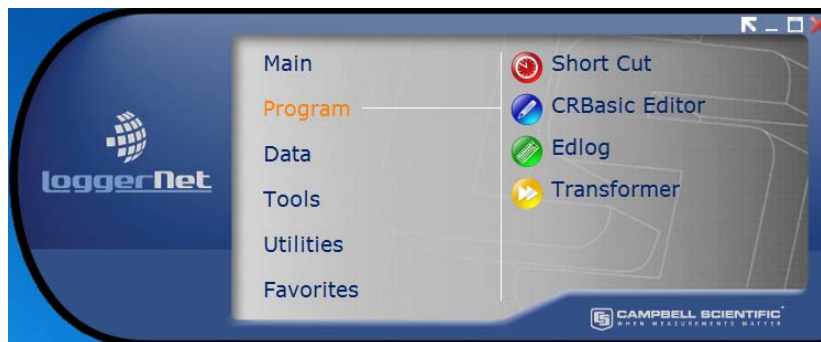 LoggerNet
Main
Program
Data
Tools
Utilities
Favorites
Short Cut
CRBasic Editor
Edlog
Transformer
CAMPBELL SCIENTIFIC
WHEN MEASUREMENTS MATTER